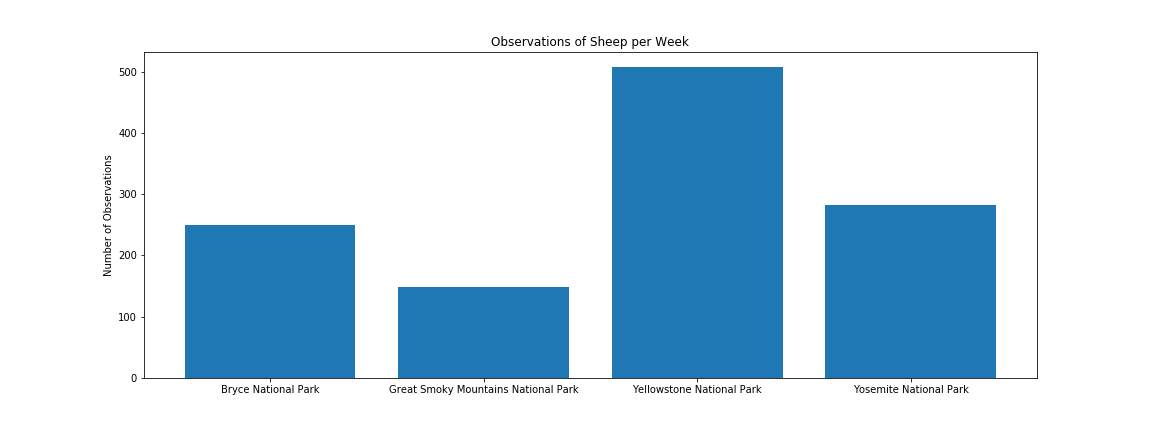 Observations of Sheep per Week
Number of Observations
500
400
300
200
100
0
Bryce National Park
Great Smoky Mountains National Park
Yellowstone National Park
Yosemite National Park